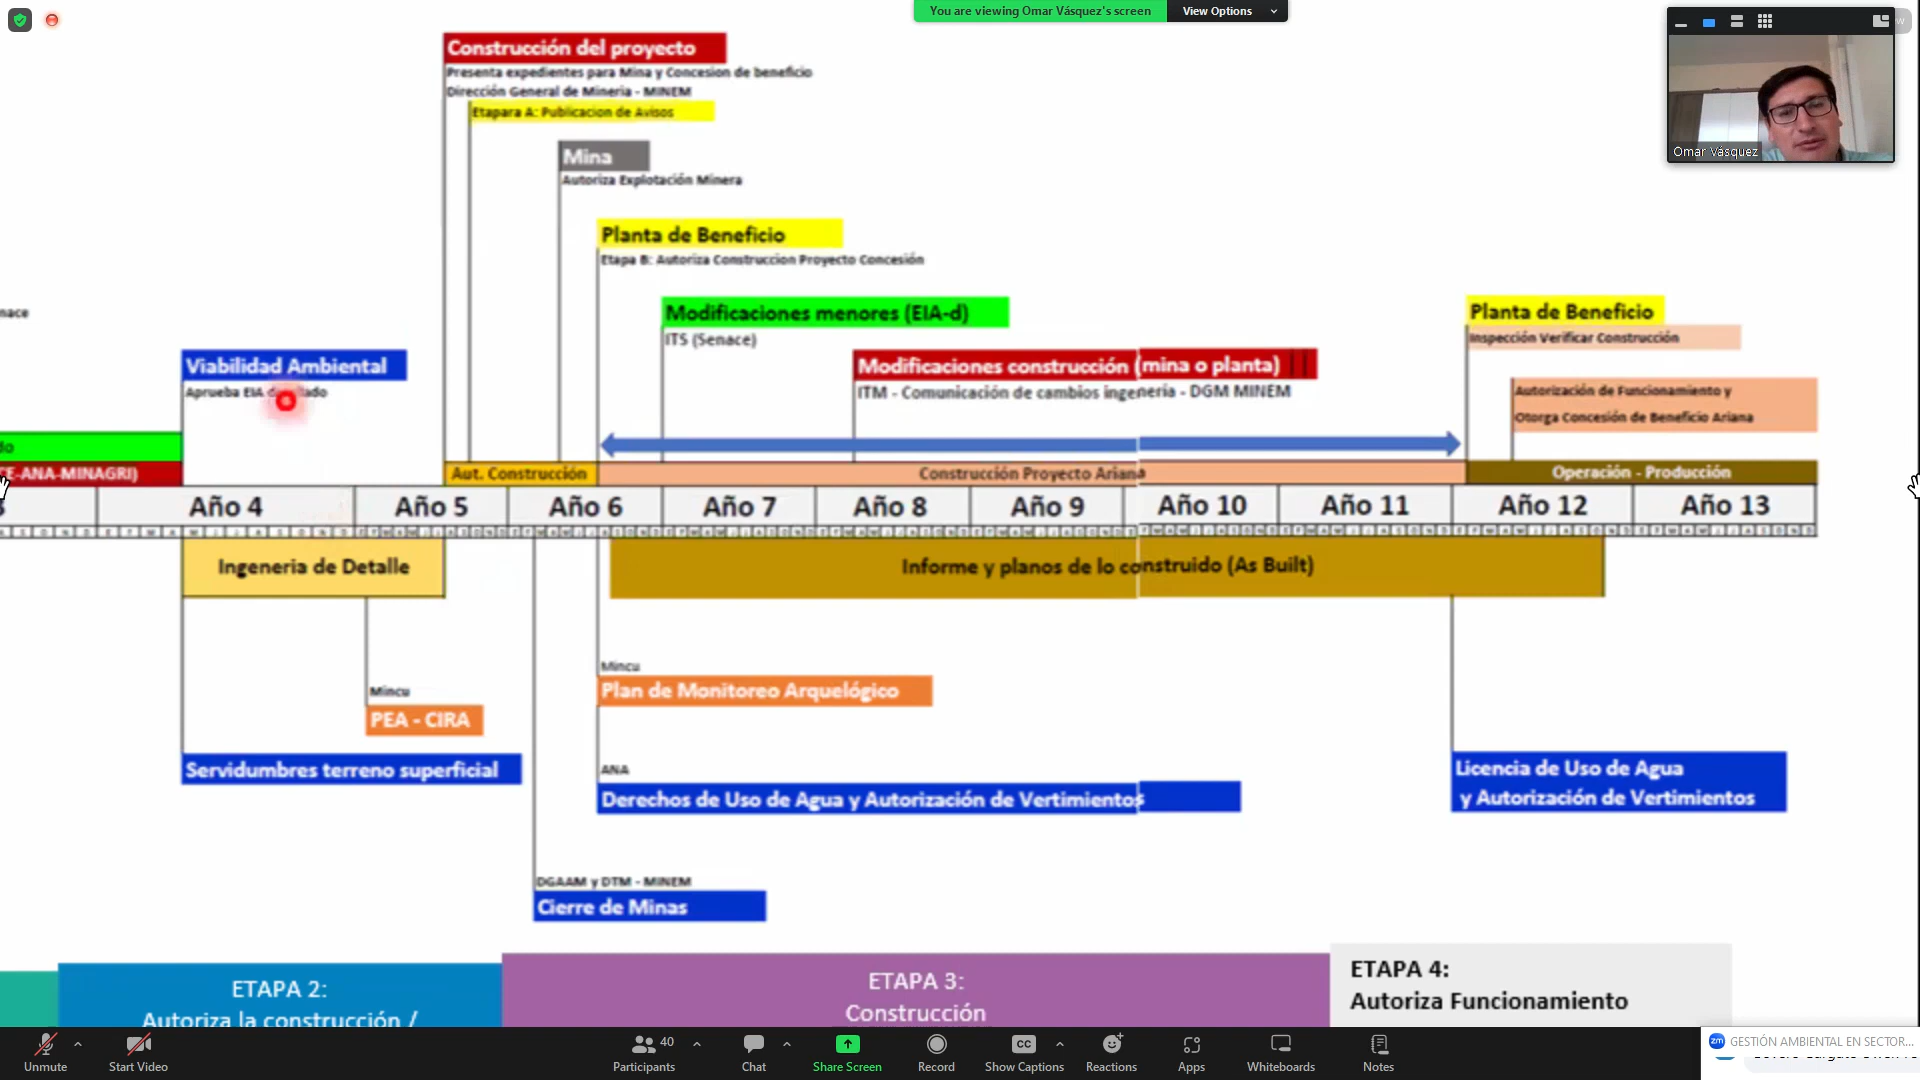 You are viewing Omar Vásquez's screen View Options
Construcción del proyecto
Presenta expedientes para Mina y Concesion de beneficio
Dirección General de Mineria - MINEM
Etapara A: Publicacion de Avisos
Mina
Autoriza Explotación Minera
Omar Vásquez
Planta de Beneficio
Etapa B: Autoriza Construccion Proyecto Concesión
Modificaciones menores (EIA-d)
ITS (Senace)
Planta de Beneficio
Inspección Verificar Construcción
Viabilidad Ambiental
Aprueba EIA
Modificaciones construcción (mina o planta)
ITM - Comunicación de cambios ingeneria - DGM MINEM
Autorización de Funcionamiento y
Otorga Concesión de Beneficio Ariana
CE-ANA-MINAGRI)
Aut. Construcción
Construcción Proyecto Ariana
Operación - Producción
Año 4 Año 5 Año 6 Año 7 Año 8 Año 9 Año 10 Año 11 Año 12 Año 13
Ingeneria de Detalle
Informe y planos de lo construido (As Built)
Mincu
Plan de Monitoreo Arquelógico
Mincu
PEA - CIRA
Servidumbres terreno superficial
ANA
Derechos de Uso de Agua y Autorización de Vertimientos
Licencia de Uso de Agua
y Autorización de Vertimientos
DGAAM y DTM - MINEM
Cierre de Minas
ETAPA 2:
Autoriza la construcción /
ETAPA 3:
Construcción
ETAPA 4:
Autoriza Funcionamiento
Unmute
Start Video
Participants 40
Chat
Share Screen
Record
Show Captions
Reactions
Apps
Whiteboards
Notes
GESTIÓN AMBIENTAL EN SECTOR...